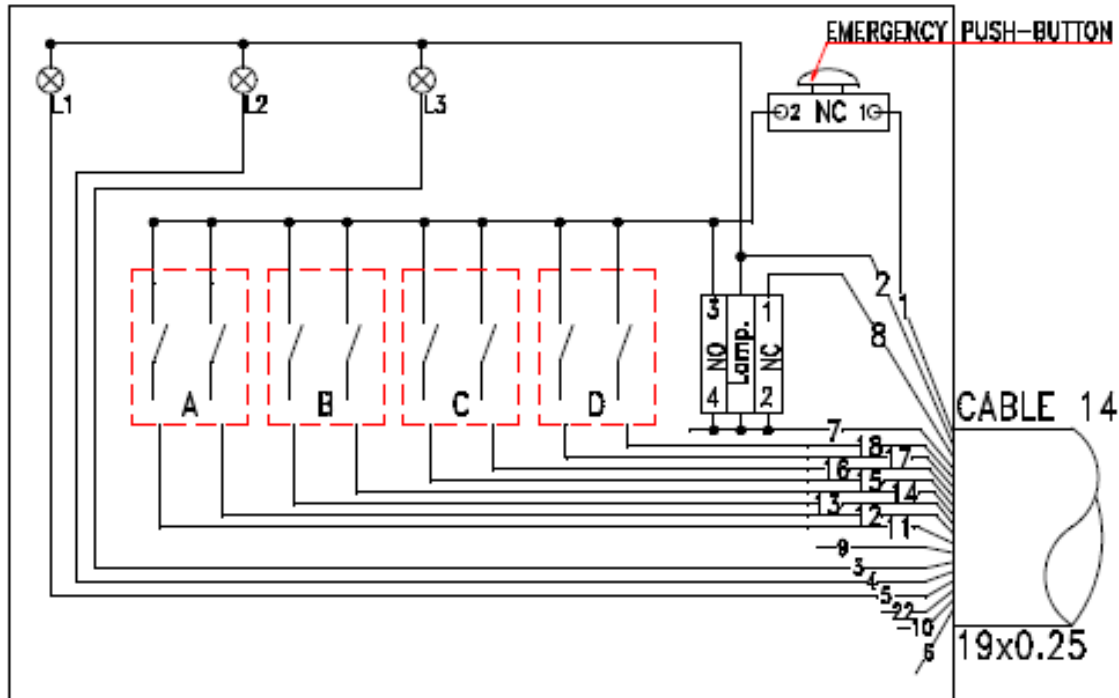 EMERGENCY PUSH-BUTTON
L1
L2
L3
2 NC 1
2
1
8
3 NO 4
Lamp.
1 NC 2
A
B
C
D
CABLE 14
7
18
17
16
15
14
13
12
11
9
3
4
5
22
10
6
19x0.25